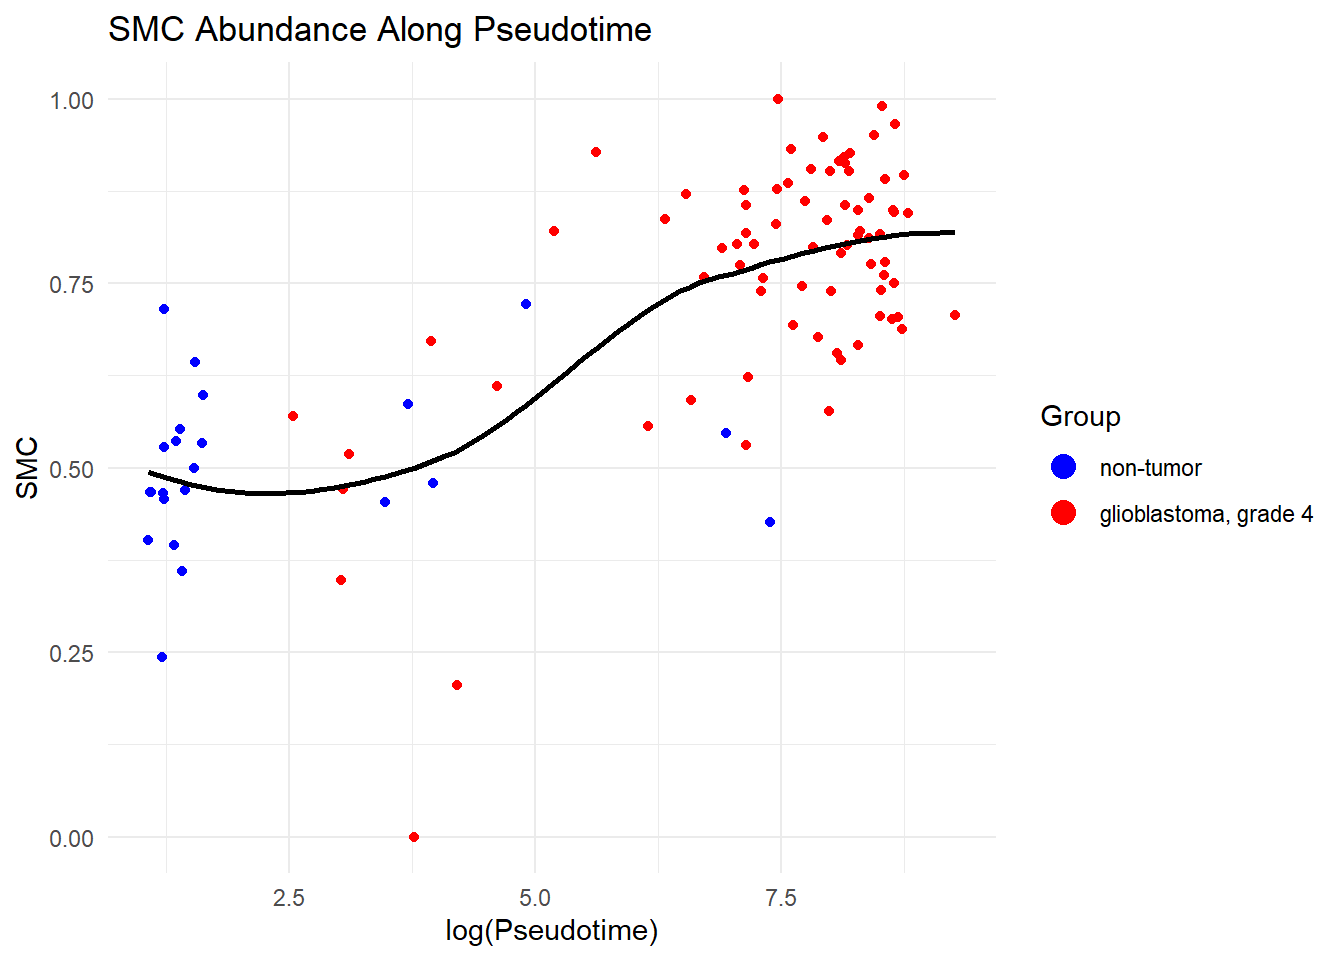 SMC Abundance Along Pseudotime
1.00
0.75
0.50
0.25
0.00
SMC
2.5 5.0 7.5
log(Pseudotime)
Group
non-tumor
glioblastoma, grade 4